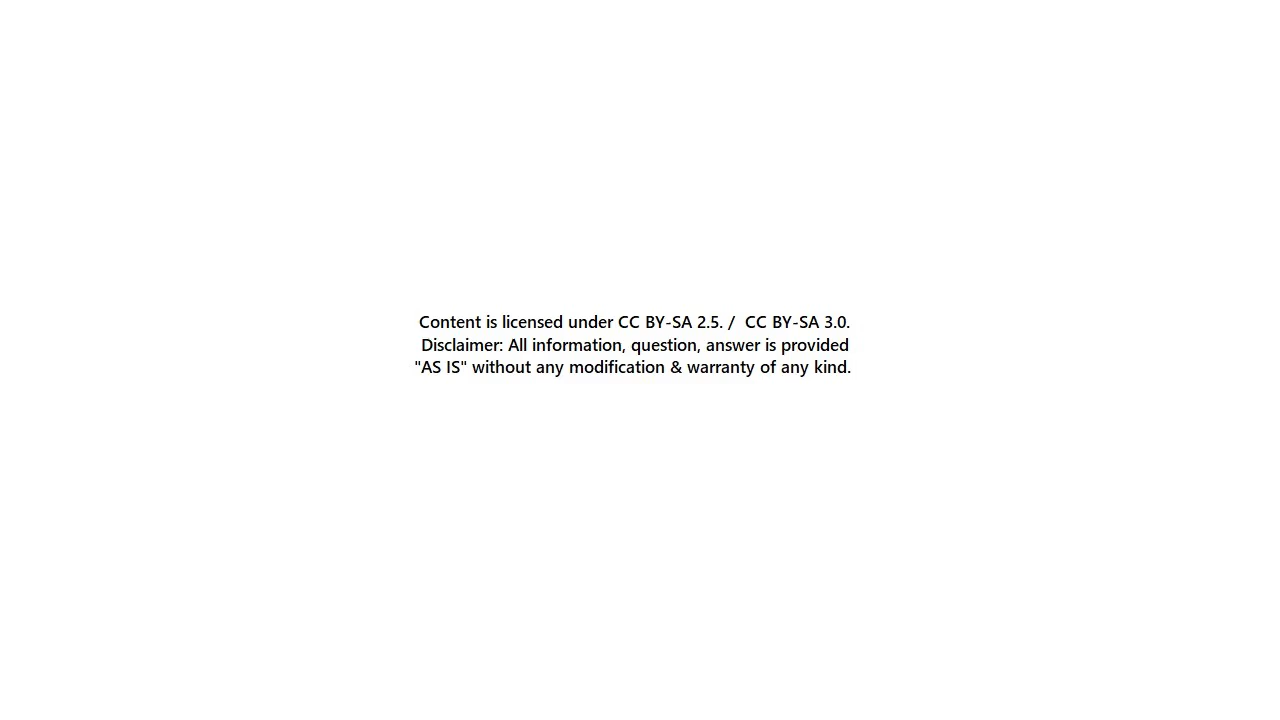 Content is licensed under CC BY-SA 2.5. /  CC BY-SA 3.0.
Disclaimer: All information, question, answer is provided
"AS IS" without any modification & warranty of any kind.